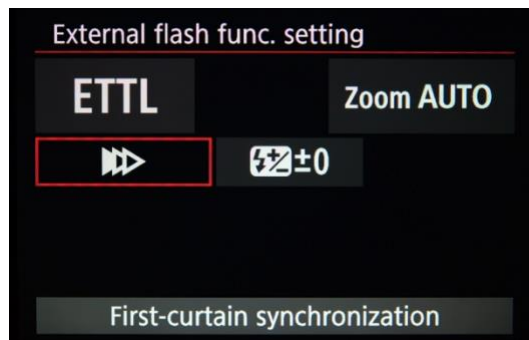 External flash func. setting
ETTL Zoom AUTO
±0
First-curtain synchronization